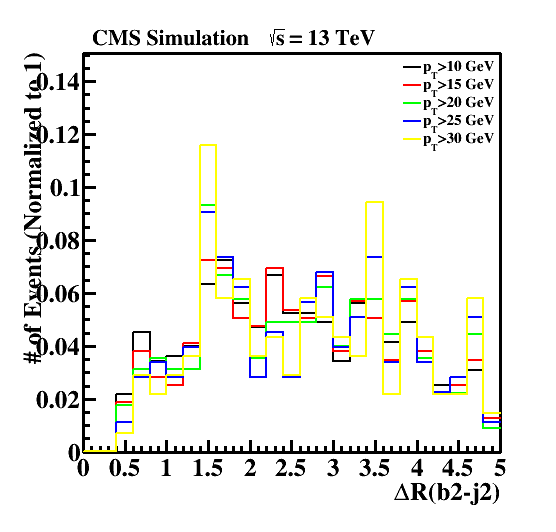 CMS Simulation √s = 13 TeV
p_T>10 GeV
p_T>15 GeV
p_T>20 GeV
p_T>25 GeV
p_T>30 GeV
# of Events (Normalized to 1)
0.14
0.12
0.1
0.08
0.06
0.04
0.02
0
0 0.5 1 1.5 2 2.5 3 3.5 4 4.5 5
ΔR(b2-j2)